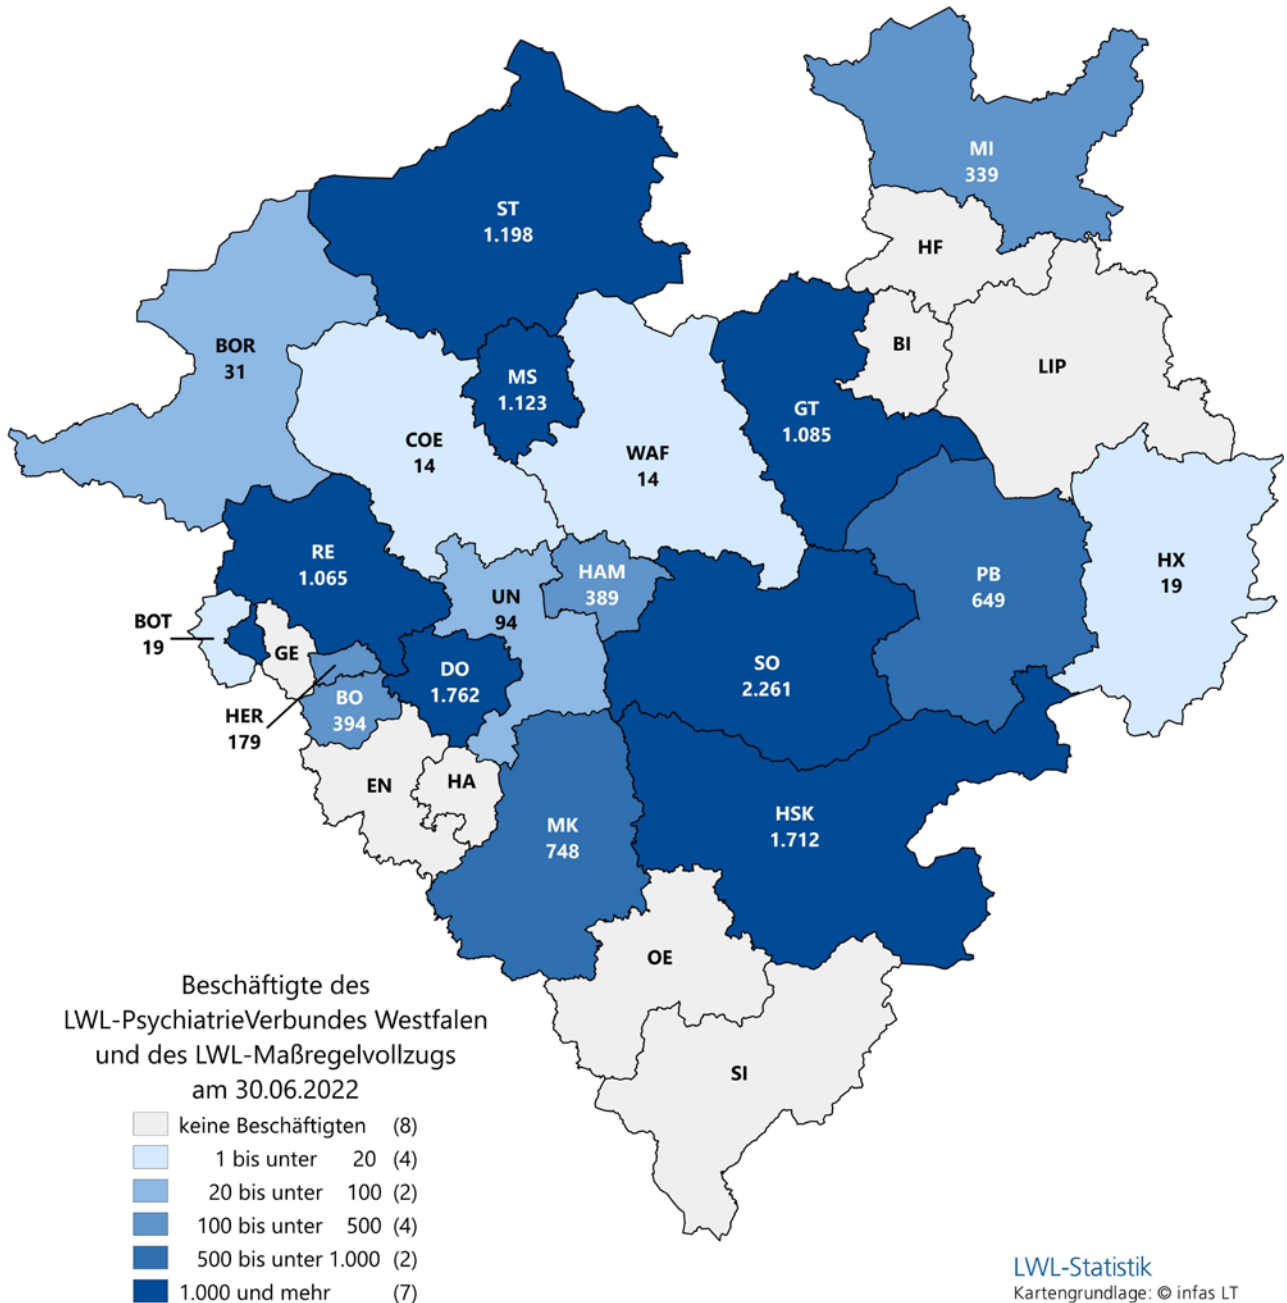 MI
339
ST
1.198
HF
BOR
31
BI
LIP
MS
1.123
GT
1.085
COE
14
WAF
14
RE
1.065
HAM
389
PB
649
HX
19
UN
94
BOT
19
GE
DO
1.762
SO
2.261
HER
179
BO
394
EN
HA
HSK
1.712
MK
748
OE
SI
Beschäftigte des
LWL-PsychiatrieVerbundes Westfalen
und des LWL-Maßregelvollzugs
am 30.06.2022
keine Beschäftigten (8)
1 bis unter 20 (4)
20 bis unter 100 (2)
100 bis unter 500 (4)
500 bis unter 1.000 (2)
1.000 und mehr (7)
LWL-Statistik
Kartengrundlage: © infas LT